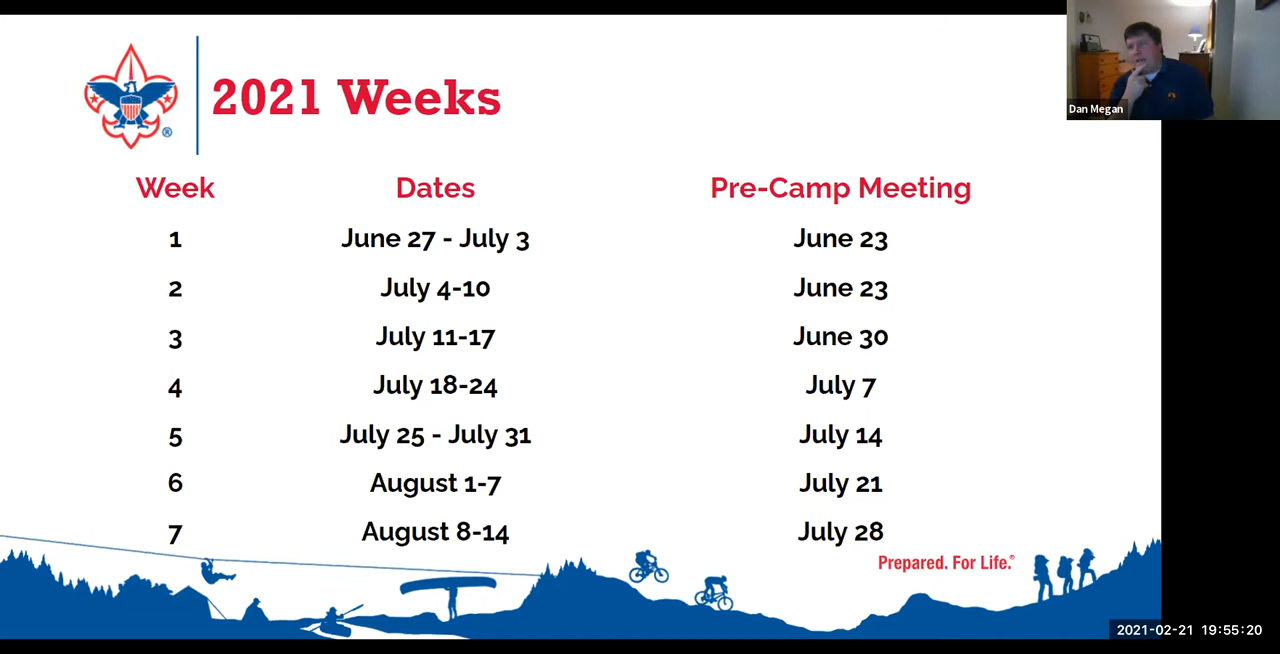 2021 Weeks
Dan Megan
Week Dates Pre-Camp Meeting
1 June 27 - July 3 June 23
2 July 4-10 June 23
3 July 11-17 June 30
4 July 18-24 July 7
5 July 25 - July 31 July 14
6 August 1-7 July 21
7 August 8-14 July 28
Prepared. For Life.®
®
2021-02-21 19:55:20